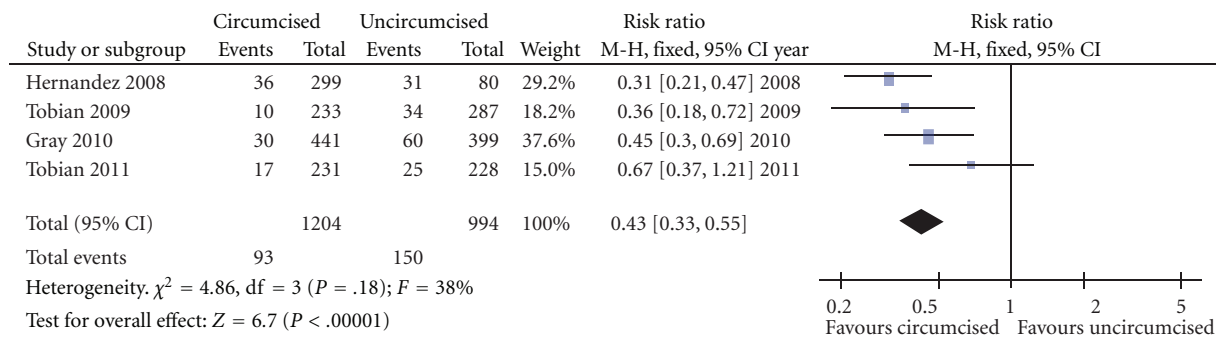 Circumcised Uncircumcised Risk ratio Risk ratio
Study or subgroup Events Total Events Total Weight M-H, fixed, 95% CI year M-H, fixed, 95% CI
Hernandez 2008 36 299 31 80 29.2% 0.31 [0.21, 0.47] 2008
Tobian 2009 10 233 34 287 18.2% 0.36 [0.18, 0.72] 2009
Gray 2010 30 441 60 399 37.6% 0.45 [0.3, 0.69] 2010
Tobian 2011 17 231 25 228 15.0% 0.67 [0.37, 1.21] 2011
Total (95% CI) 1204 994 100% 0.43 [0.33, 0.55]
Total events 93 150
Heterogeneity. χ² = 4.86, df = 3 (P = .18); F = 38%
Test for overall effect: Z = 6.7 (P < .00001)
0.2 0.5 1 2 5
Favours circumcised Favours uncircumcised